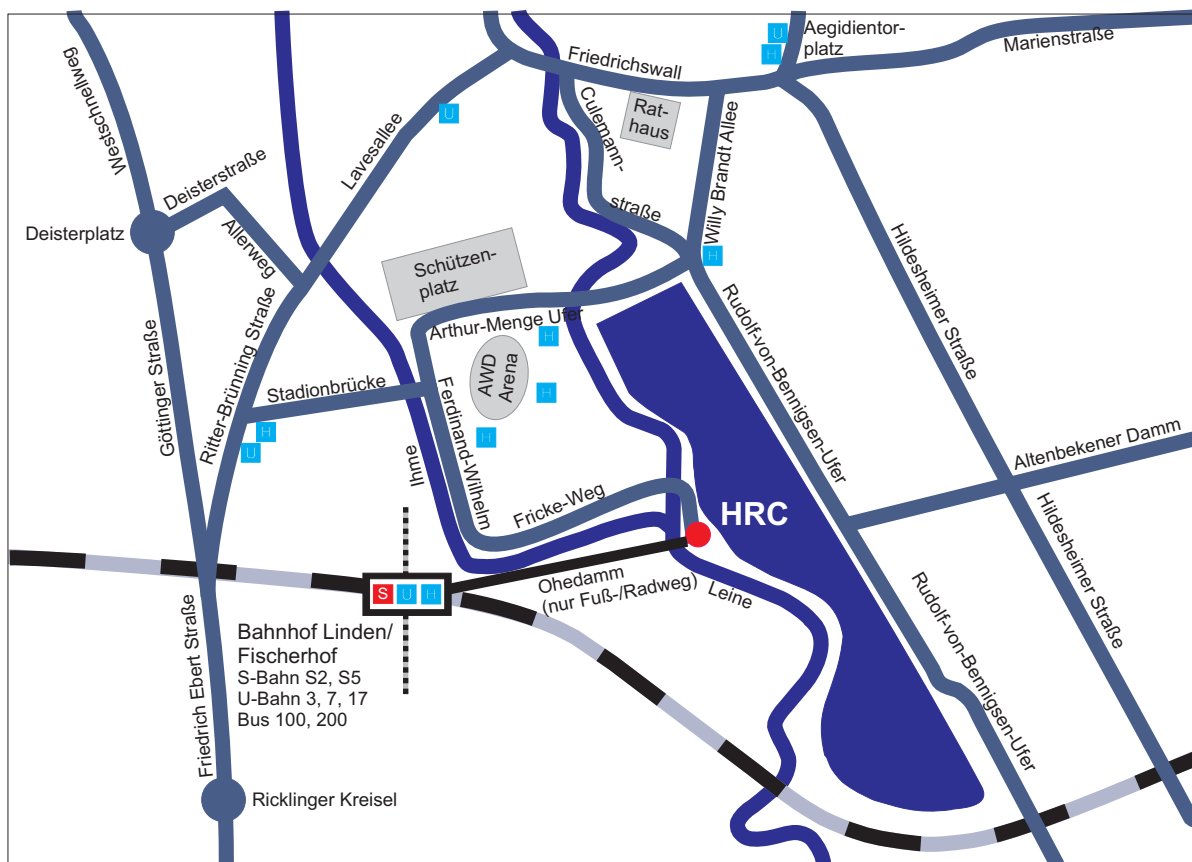 Westschnellweg
Aegidientor-
platz
U
H
Marienstraße
Friedrichswall
Culemann-
straße
Rat-
haus
U
Lavesallee
Willy Brandt Allee
Deisterstraße
Deisterplatz
Allerweg
H
Hildesheimer Straße
Schützen-
platz
Arthur-Menge Ufer
H
AWD
Arena
H
H
Rudolf-von-Bennigsen-Ufer
Göttinger Straße
Ritter-Brünning Straße
Stadionbrücke
H
U
Ihme
Ferdinand-Wilhelm
Fricke-Weg
Altenbekener Damm
HRC
Hildesheimer Straße
Ohedamm
(nur Fuß-/Radweg)
Leine
S U H
Bahnhof Linden/
Fischerhof
S-Bahn S2, S5
U-Bahn 3, 7, 17
Bus 100, 200
Friedrich Ebert Straße
Rudolf-von-Bennigsen-Ufer
Ricklinger Kreisel